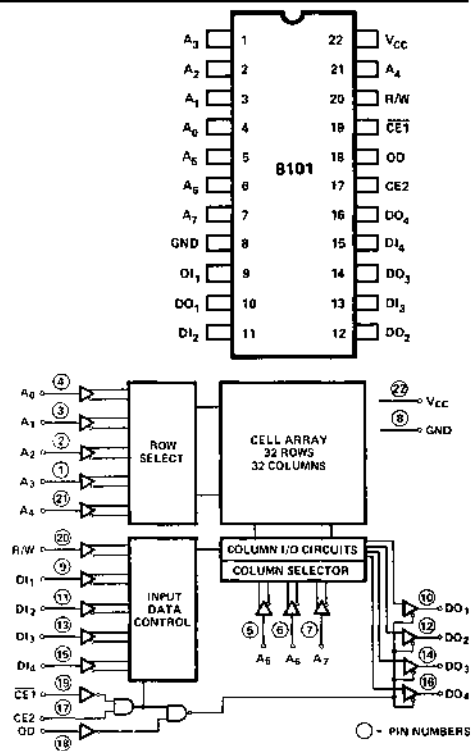 A3 1 22 VCC
A2 2 21 A4
A1 3 20 R/W
A0 4 19 CE1
A5 5 18 OD
A6 6 8101 17 CE2
A7 7 16 DO4
GND 8 15 DI4
DI1 9 14 DO3
DO1 10 13 DI3
DI2 11 12 DO2
A0 4
A1 3
A2 2
A3 1
A4 21
ROW
SELECT
CELL ARRAY
32 ROWS
32 COLUMNS
22 VCC
8 GND
R/W 20
DI1 9
DI2 11
DI3 13
DI4 15
INPUT
DATA
CONTROL
COLUMN I/O CIRCUITS
COLUMN SELECTOR
5 6 7
A5 A6 A7
10 DO1
12 DO2
14 DO3
16 DO4
CE1 19
CE2 17
OD 18
- PIN NUMBERS